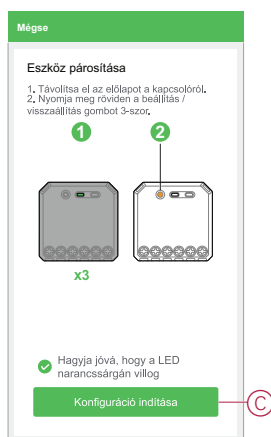 Mégse
Eszköz párosítása
1. Távolítsa el az előlapot a kapcsolóról.
2. Nyomja meg röviden a beállítás /
visszaállítás gombot 3-szor.
1
2
x3
Hagyja jóvá, hogy a LED
narancssárgán villog
Konfiguráció indítása
C